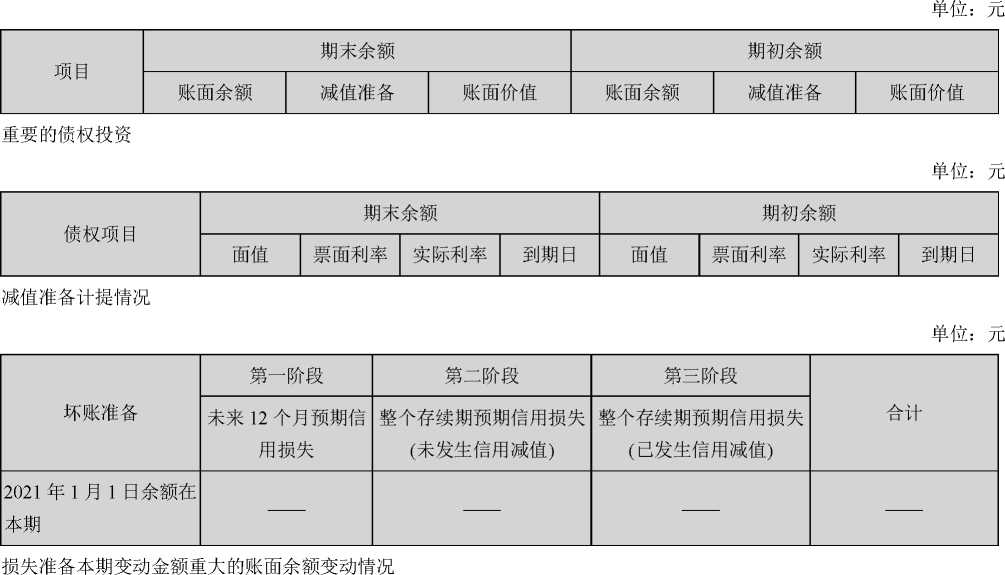 单位：元
项目 期末余额 期初余额
账面余额 减值准备 账面价值 账面余额 减值准备 账面价值
重要的债权投资
单位：元
债权项目 期末余额 期初余额
面值 票面利率 实际利率 到期日 面值 票面利率 实际利率 到期日
减值准备计提情况
单位：元
坏账准备 第一阶段 第二阶段 第三阶段 合计
未来 12 个月预期信 整个存续期预期信用损失 整个存续期预期信用损失
用损失 (未发生信用减值) (已发生信用减值)
2021 年 1 月 1 日余额在
本期 —— —— —— ——
损失准备本期变动金额重大的账面余额变动情况